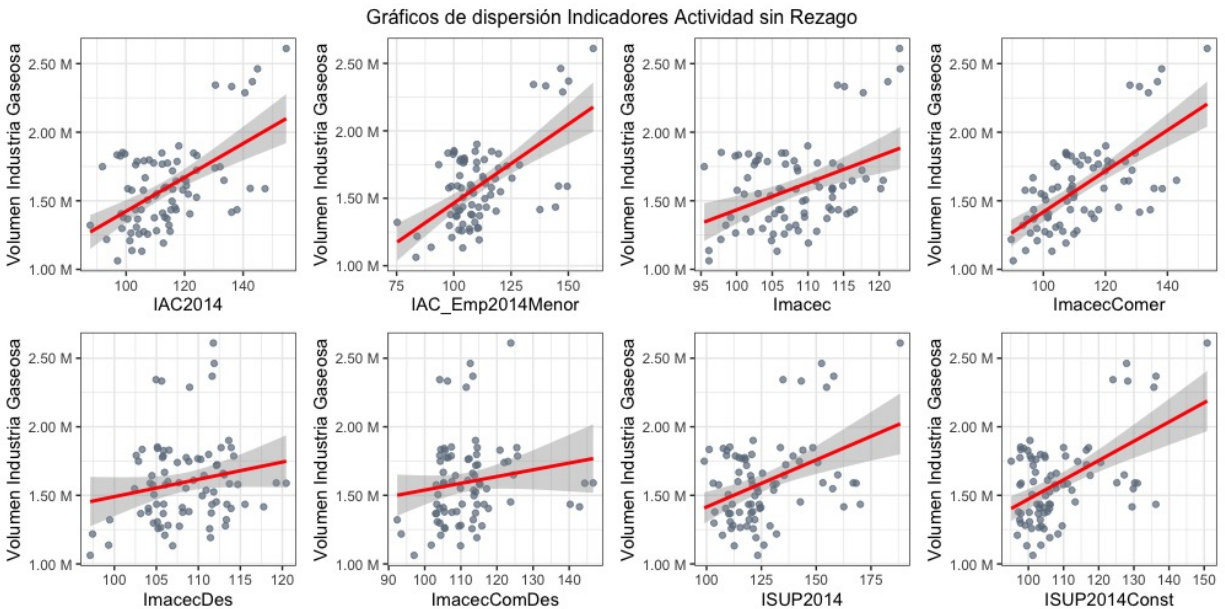 Gráficos de dispersión Indicadores Actividad sin Rezago
Volumen Industria Gaseosa
2.50 M
2.00 M
1.50 M
1.00 M
100 120 140
IAC2014
Volumen Industria Gaseosa
2.50 M
2.00 M
1.50 M
1.00 M
75 100 125 150
IAC_Emp2014Menor
Volumen Industria Gaseosa
2.50 M
2.00 M
1.50 M
1.00 M
95 100 105 110 115 120
Imacec
Volumen Industria Gaseosa
2.50 M
2.00 M
1.50 M
1.00 M
100 120 140
ImacecComer
Volumen Industria Gaseosa
2.50 M
2.00 M
1.50 M
1.00 M
100 105 110 115 120
ImacecDes
Volumen Industria Gaseosa
2.50 M
2.00 M
1.50 M
1.00 M
90 100 110 120 130 140
ImacecComDes
Volumen Industria Gaseosa
2.50 M
2.00 M
1.50 M
1.00 M
100 125 150 175
ISUP2014
Volumen Industria Gaseosa
2.50 M
2.00 M
1.50 M
1.00 M
90 100 110 120 130 140 150
ISUP2014Const